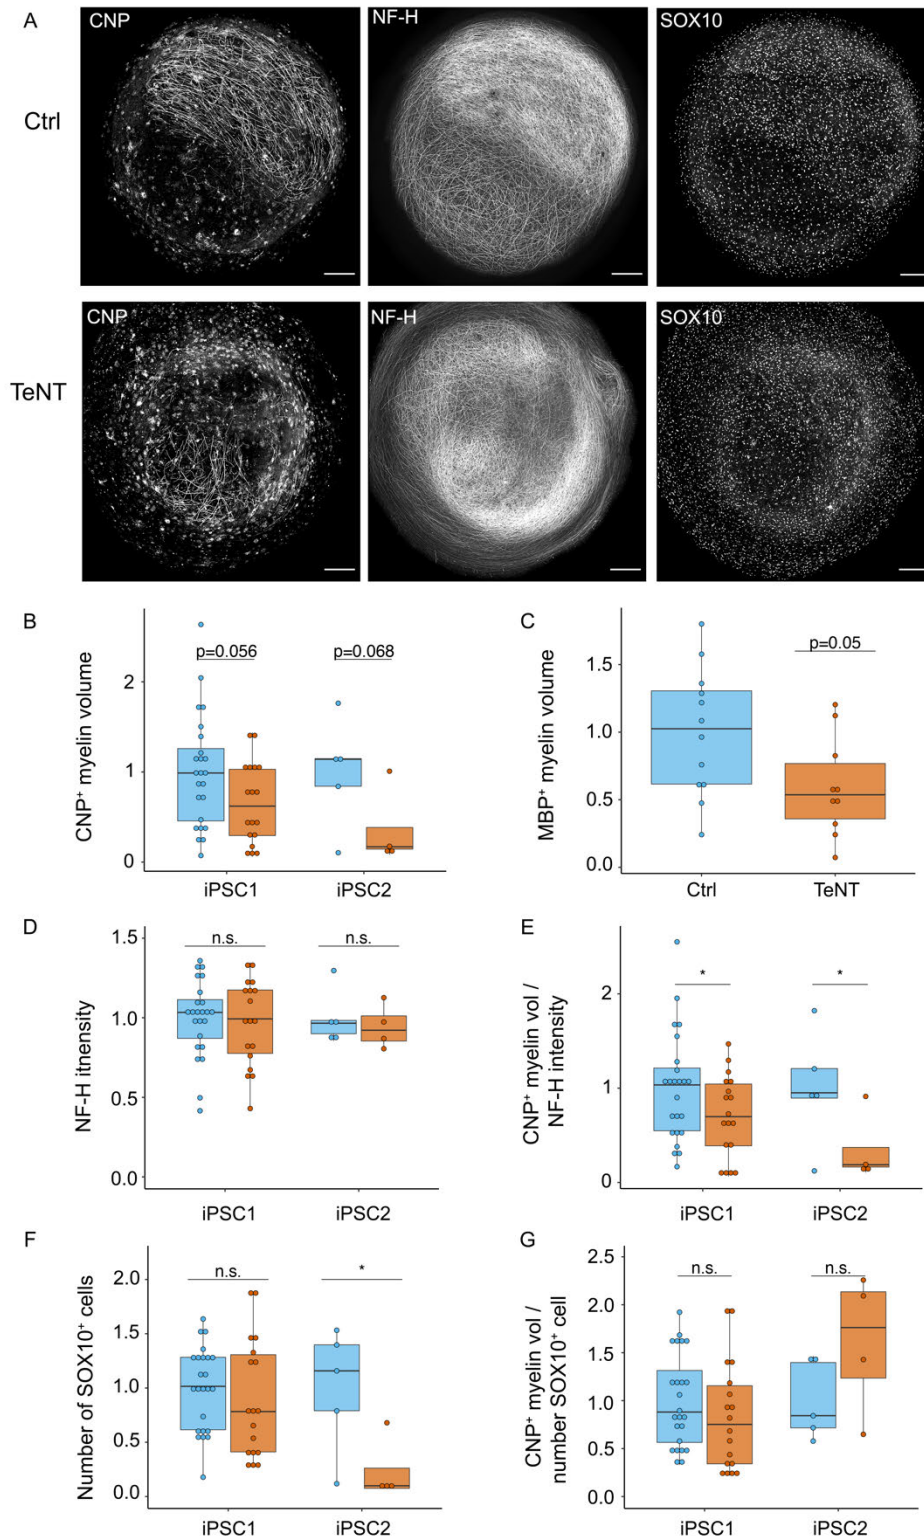 A
CNP
NF-H
SOX10
Ctrl
CNP
NF-H
SOX10
TeNT
B
CNP+ myelin volume
2
1
0
p=0.056
p=0.068
iPSC1
iPSC2
C
MBP+ myelin volume
1.5
1.0
0.5
0.0
p=0.05
Ctrl
TeNT
D
NF-H itnensity
1.5
1.0
0.5
0.0
n.s.
n.s.
iPSC1
iPSC2
E
CNP+ myelin vol /
NF-H intensity
2
1
0
*
*
iPSC1
iPSC2
F
Number of SOX10+ cells
2.0
1.5
1.0
0.5
0.0
n.s.
*
iPSC1
iPSC2
G
CNP+ myelin vol /
number SOX10+ cell
2.5
2.0
1.5
1.0
0.5
0.0
n.s.
n.s.
iPSC1
iPSC2